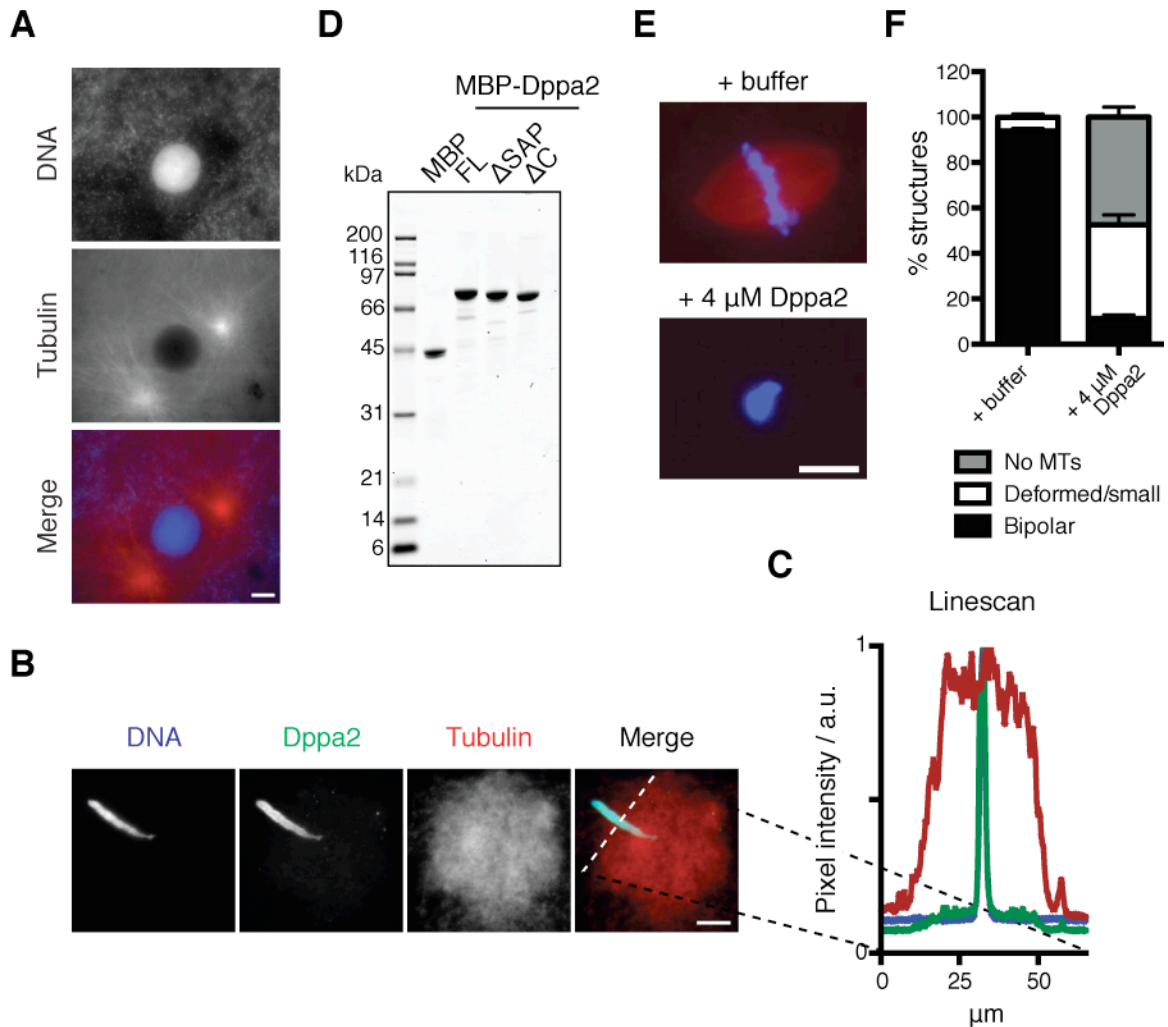 A
DNA
Tubulin
Merge
D
MBP-Dppa2
kDa
MBP
FL
ΔSAP
ΔC
200
116
97
66
45
31
21
14
6
E
+ buffer
+ 4 µM Dppa2
F
% structures
120
100
80
60
40
20
0
+ buffer
+ 4 µM
Dppa2
No MTs
Deformed/small
Bipolar
B
DNA
Dppa2
Tubulin
Merge
C
Linescan
Pixel intensity / a.u.
1
0
0
25
50
µm